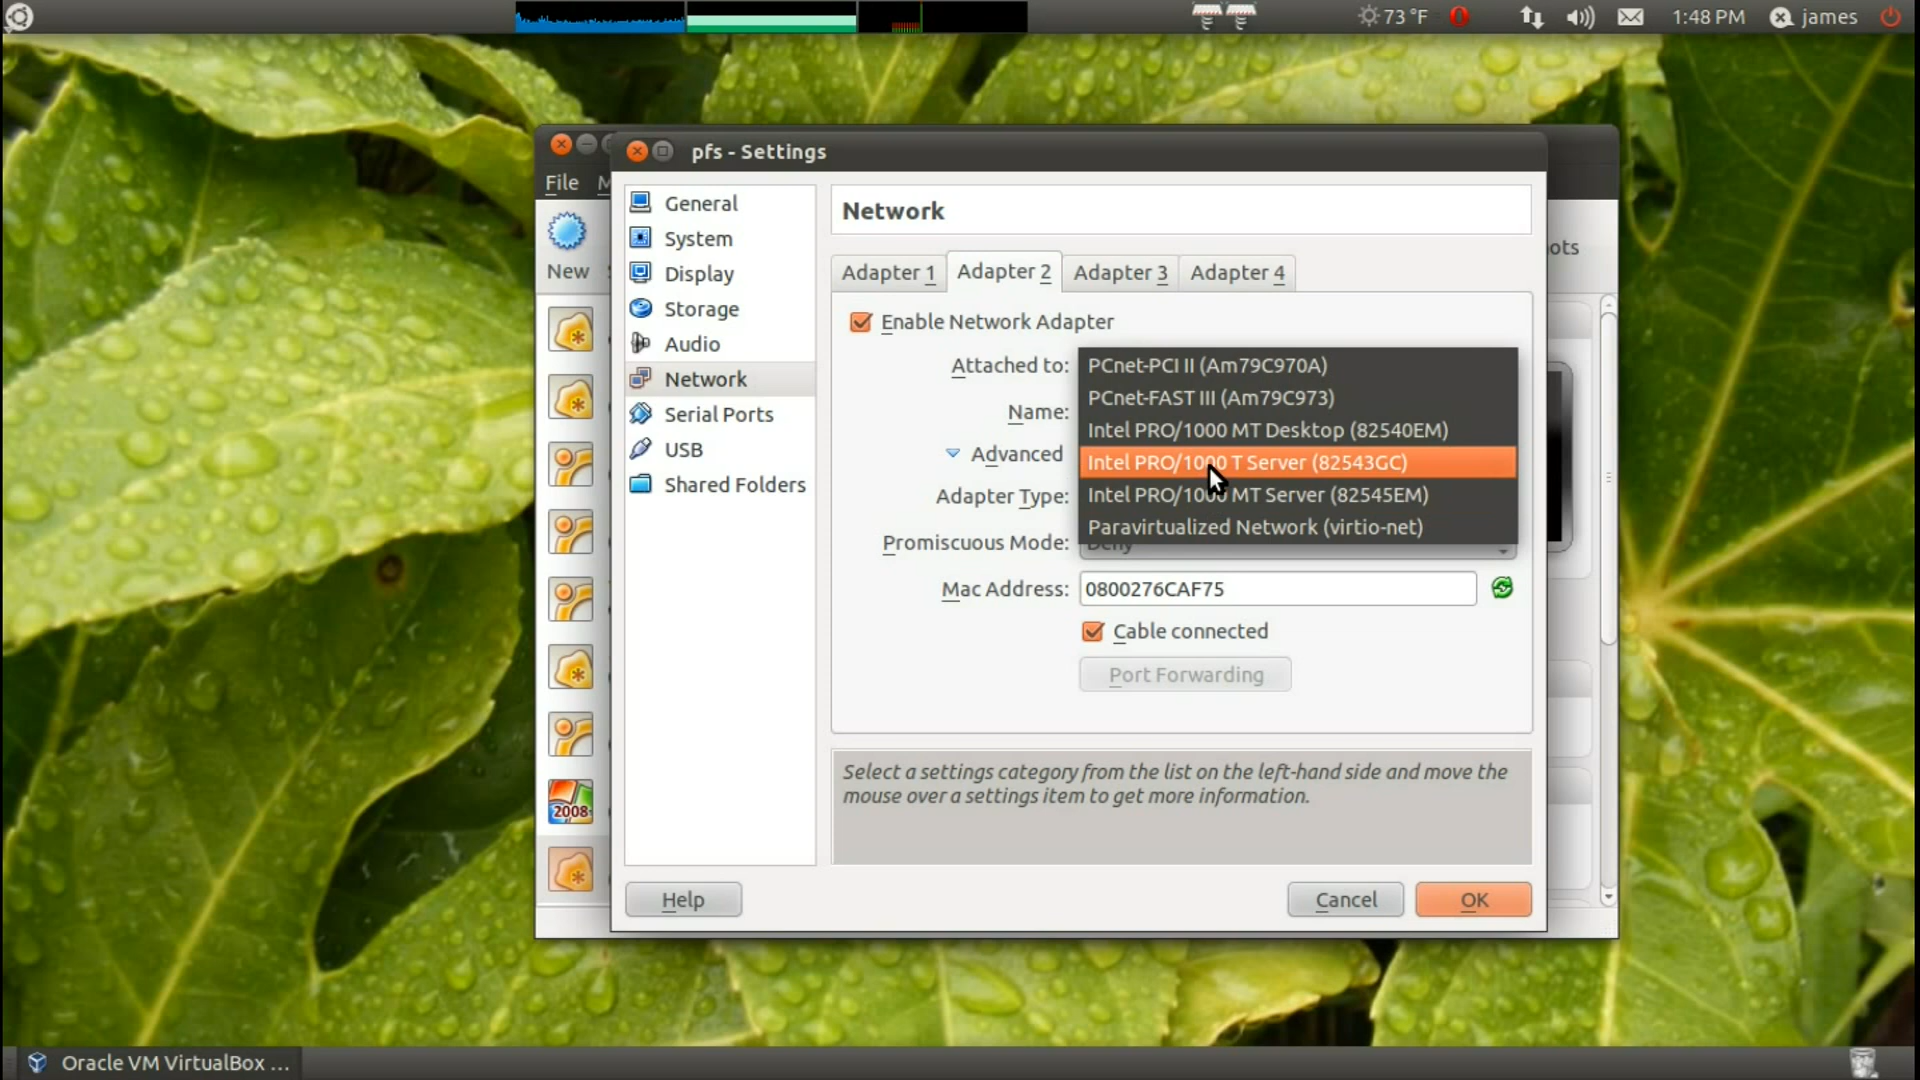 73 °F
1:48 PM
james
pfs - Settings
File
New
General
System
Display
Storage
Audio
Network
Serial Ports
USB
Shared Folders
2008
Network
Adapter 1
Adapter 2
Adapter 3
Adapter 4
Enable Network Adapter
Attached to:
Name:
Advanced
Adapter Type:
Promiscuous Mode: Deny
PCnet-PCI II (Am79C970A)
PCnet-FAST III (Am79C973)
Intel PRO/1000 MT Desktop (82540EM)
Intel PRO/1000 T Server (82543GC)
Intel PRO/1000 MT Server (82545EM)
Paravirtualized Network (virtio-net)
Mac Address: 0800276CAF75
Cable connected
Port Forwarding
Select a settings category from the list on the left-hand side and move the
mouse over a settings item to get more information.
Help
Cancel
OK
ots
Oracle VM VirtualBox ...